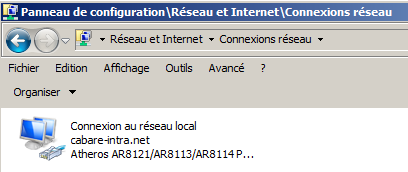 Panneau de configuration\Réseau et Internet\Connexions réseau
Réseau et Internet Connexions réseau
Fichier Edition Affichage Outils Avancé ?
Organiser
Connexion au réseau local
cabare-intra.net
Atheros AR8121/AR8113/AR8114 P...